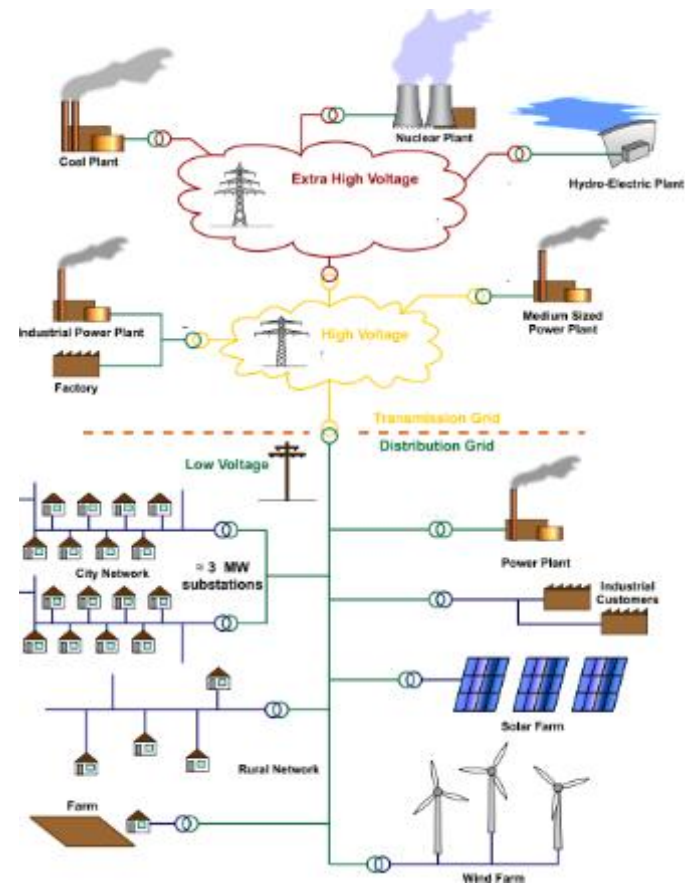 Coal Plant
Nuclear Plant
Extra High Voltage
Hydro-Electric Plant
Industrial Power Plant
High Voltage
Medium Sized
Power Plant
Factory
Transmission Grid
Distribution Grid
Low Voltage
City Network
≈ 3 MW
substations
Power Plant
Industrial
Customers
Solar Farm
Rural Network
Farm
Wind Farm